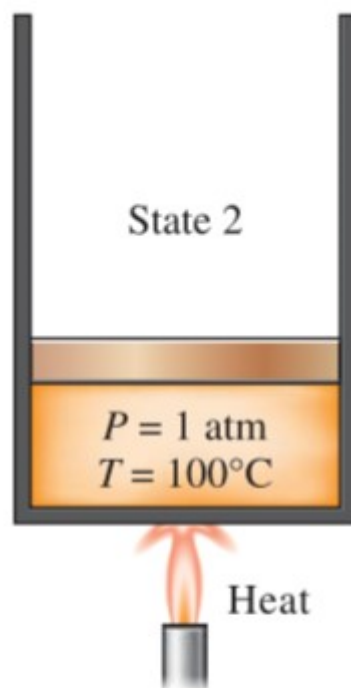 State 2
P = 1 atm
T = 100°C
Heat